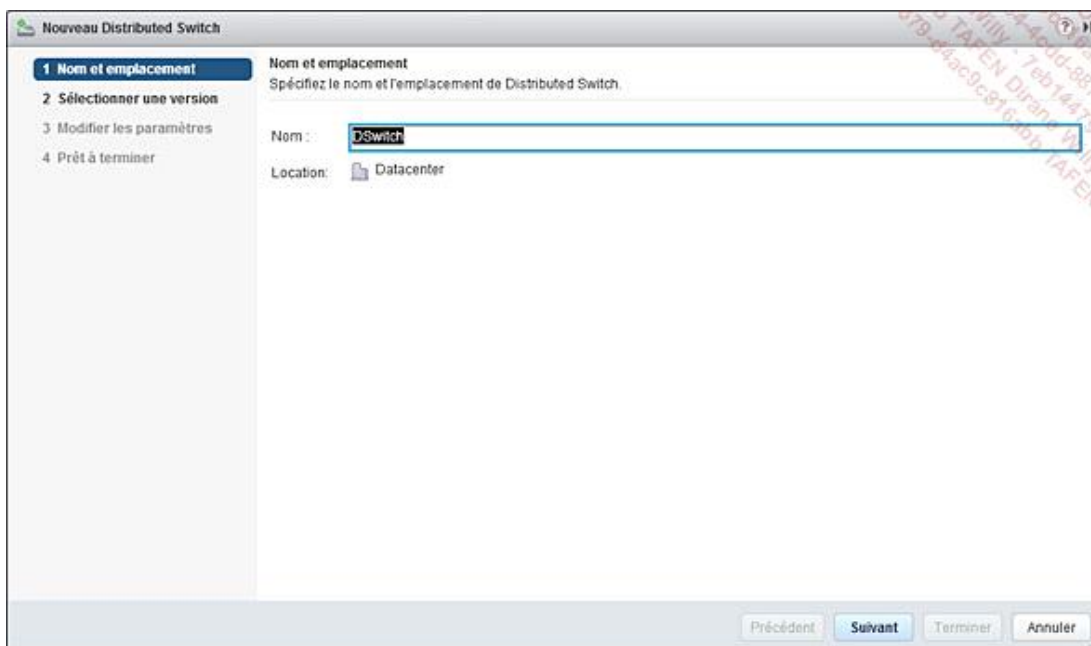 Nouveau Distributed Switch
1 Nom et emplacement
2 Sélectionner une version
3 Modifier les paramètres
4 Prêt à terminer
Nom et emplacement
Spécifiez le nom et l'emplacement de Distributed Switch.
Nom :
DSwitch
Location:
Datacenter
Précédent
Suivant
Terminer
Annuler